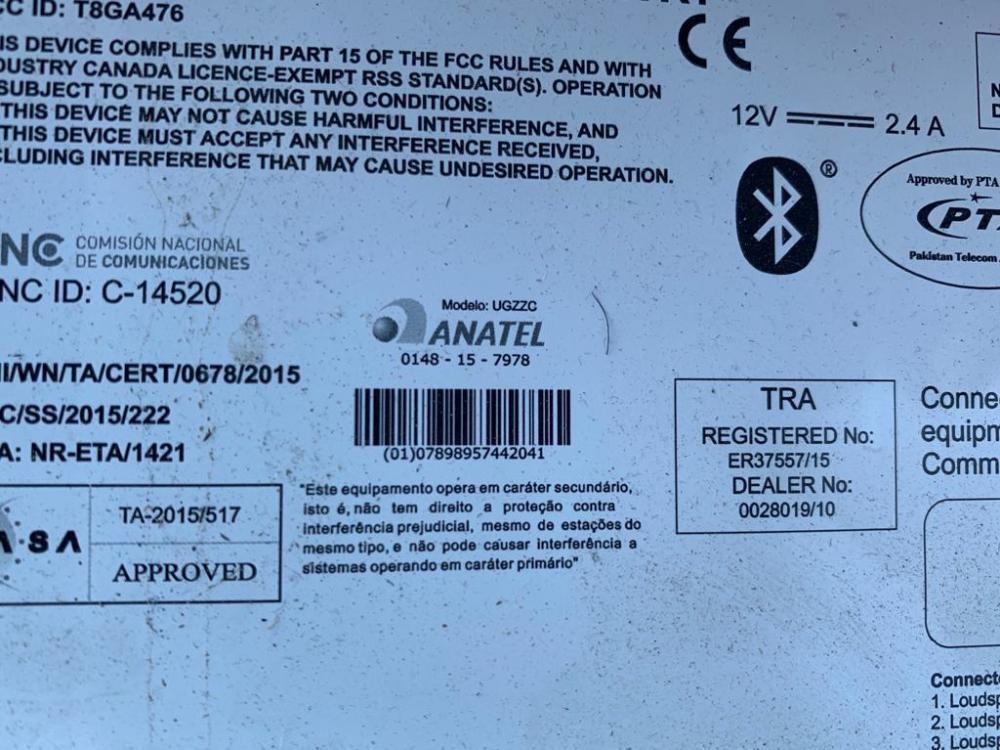 CC ID: T8GA476
IS DEVICE COMPLIES WITH PART 15 OF THE FCC RULES AND WITH
DUSTRY CANADA LICENCE-EXEMPT RSS STANDARD(S). OPERATION
SUBJECT TO THE FOLLOWING TWO CONDITIONS:
THIS DEVICE MAY NOT CAUSE HARMFUL INTERFERENCE, AND
THIS DEVICE MUST ACCEPT ANY INTERFERENCE RECEIVED,
CLUDING INTERFERENCE THAT MAY CAUSE UNDESIRED OPERATION.
CE
12V 2.4 A
®
Approved by PTA
PTA
Pakistan Telecom
NC COMISIÓN NACIONAL
DE COMUNICACIONES
NC ID: C-14520
Modelo: UGZZC
ANATEL
0148 - 15 - 7978
(01)07898957442041
"Este equipamento opera em caráter secundário,
isto é, não tem direito a proteção contra
interferência prejudicial, mesmo de estações do
mesmo tipo, e não pode causar interferência a
sistemas operando em caráter primário"
I/WN/TA/CERT/0678/2015
C/SS/2015/222
A: NR-ETA/1421
A·SA
TA-2015/517
APPROVED
TRA
REGISTERED No:
ER37557/15
DEALER No:
0028019/10
Conne
equipm
Comm
Connecto
1. Loudsp
2. Loudsp
3. Loudsp